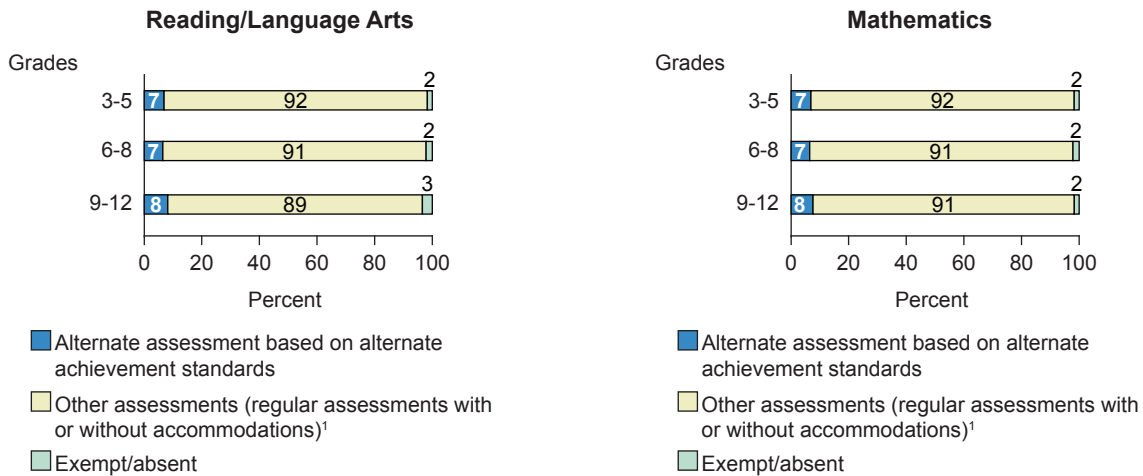 Reading/Language Arts
Grades
2
3-5 7 92
2
6-8 7 91
3
9-12 8 89
0 20 40 60 80 100
Percent
Alternate assessment based on alternate
achievement standards
Other assessments (regular assessments with
or without accommodations)¹
Exempt/absent
Mathematics
Grades
2
3-5 7 92
2
6-8 7 91
2
9-12 8 91
0 20 40 60 80 100
Percent
Alternate assessment based on alternate
achievement standards
Other assessments (regular assessments with
or without accommodations)¹
Exempt/absent